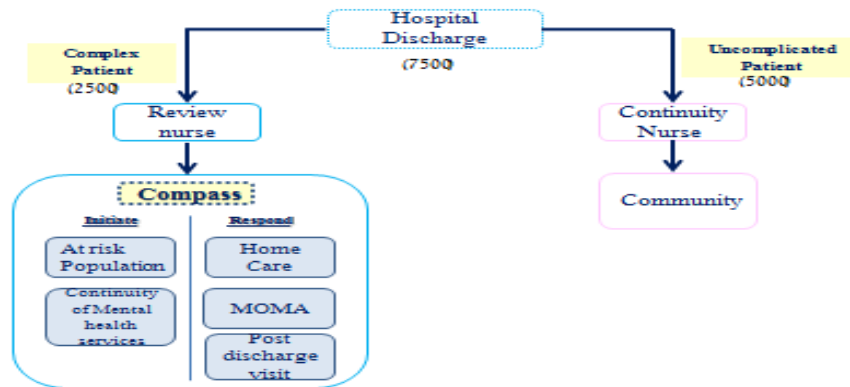 Hospital
Discharge
(7500)
Complex
Patient
(2500)
Uncomplicated
Patient
(5000)
Review
nurse
Continuity
Nurse
Compass
Community
Initiate
Respond
At risk
Population
Home
Care
Continuity
of Mental
health
services
MOMA
Post
discharge
visit